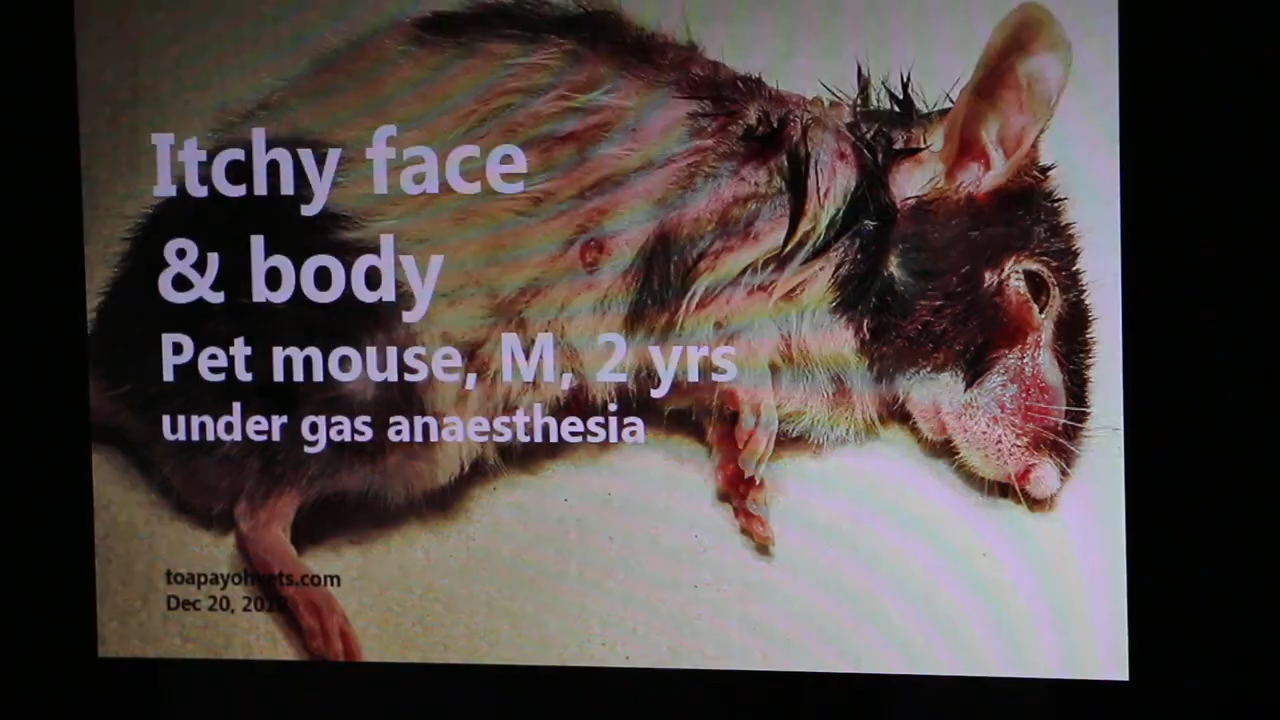 Itchy face
& body
Pet mouse, M, 2 yrs
under gas anaesthesia
toapayohvets.com
Dec 20,